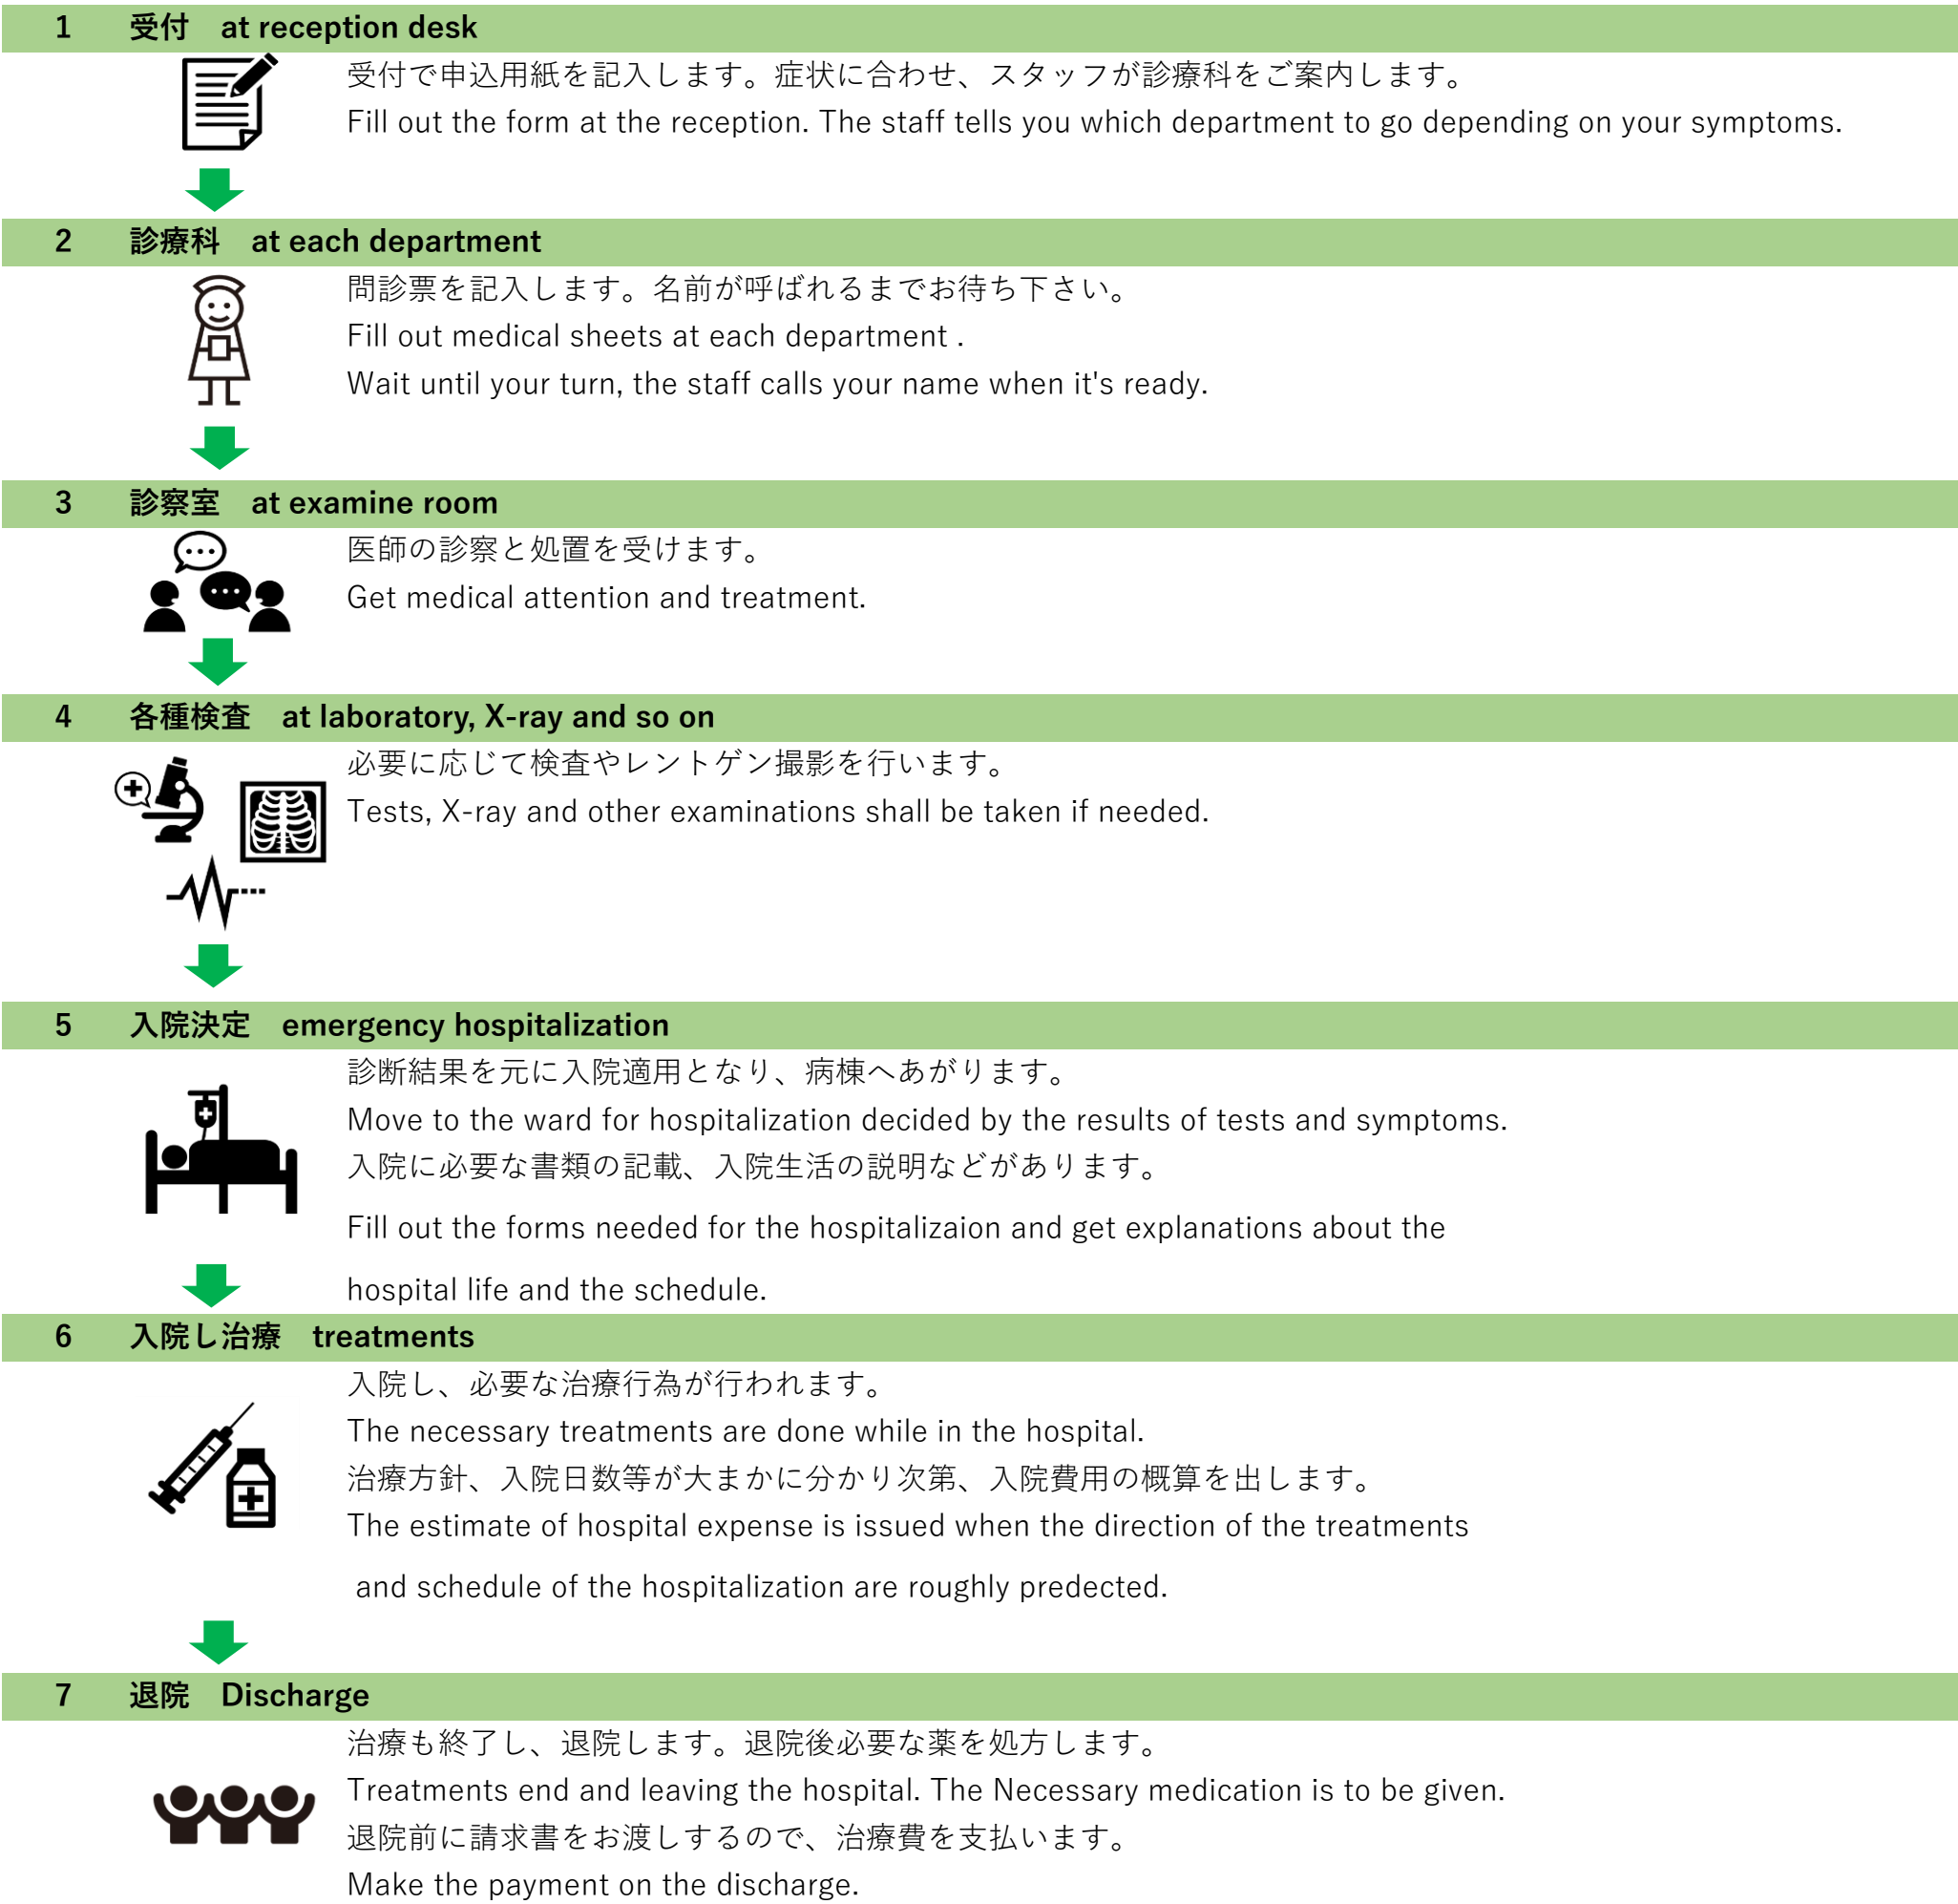 1 受付 at reception desk
受付で申込用紙を記入します。症状に合わせ、スタッフが診療科をご案内します。
Fill out the form at the reception. The staff tells you which department to go depending on your symptoms.
2 診療科 at each department
問診票を記入します。名前が呼ばれるまでお待ち下さい。
Fill out medical sheets at each department .
Wait until your turn, the staff calls your name when it's ready.
3 診察室 at examine room
医師の診察と処置を受けます。
Get medical attention and treatment.
4 各種検査 at laboratory, X-ray and so on
必要に応じて検査やレントゲン撮影を行います。
Tests, X-ray and other examinations shall be taken if needed.
5 入院決定 emergency hospitalization
診断結果を元に入院適用となり、病棟へあがります。
Move to the ward for hospitalization decided by the results of tests and symptoms.
入院に必要な書類の記載、入院生活の説明などがあります。
Fill out the forms needed for the hospitalizaion and get explanations about the
hospital life and the schedule.
6 入院し治療 treatments
入院し、必要な治療行為が行われます。
The necessary treatments are done while in the hospital.
治療方針、入院日数等が大まかに分かり次第、入院費用の概算を出します。
The estimate of hospital expense is issued when the direction of the treatments
and schedule of the hospitalization are roughly predected.
7 退院 Discharge
治療も終了し、退院します。退院後必要な薬を処方します。
Treatments end and leaving the hospital. The Necessary medication is to be given.
退院前に請求書をお渡しするので、治療費を支払います。
Make the payment on the discharge.